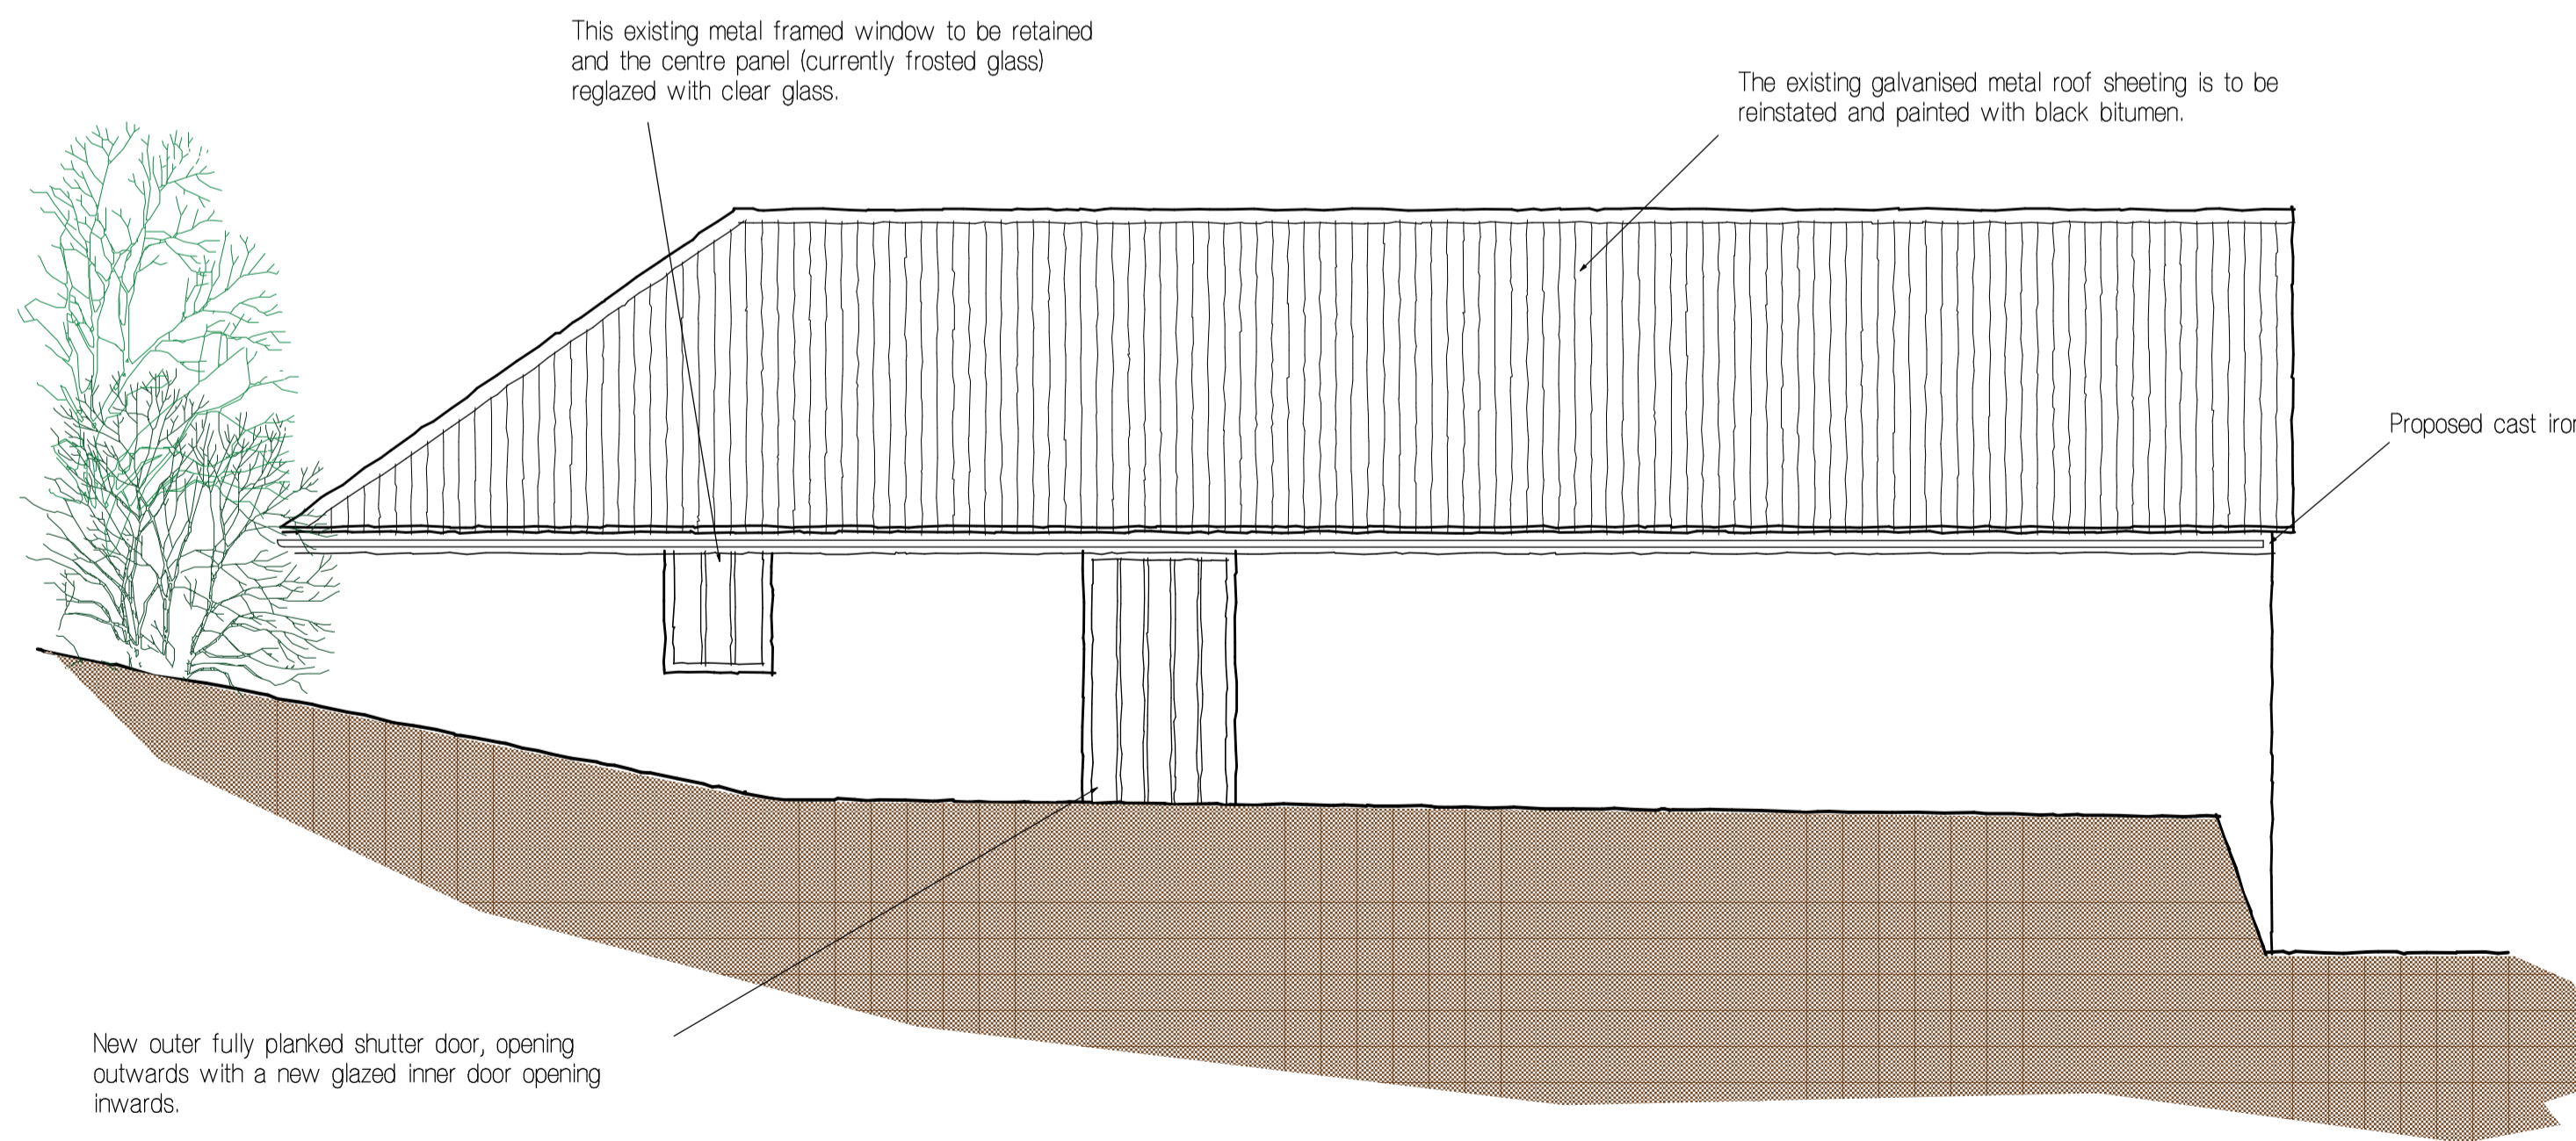 This existing metal framed window to be retained
and the centre panel (currently frosted glass)
reglazed with clear glass.
The existing galvanised metal roof sheeting is to be
reinstated and painted with black bitumen.
Proposed cast
New outer fully planked shutter door, opening
outwards with a new glazed inner door opening
inwards.